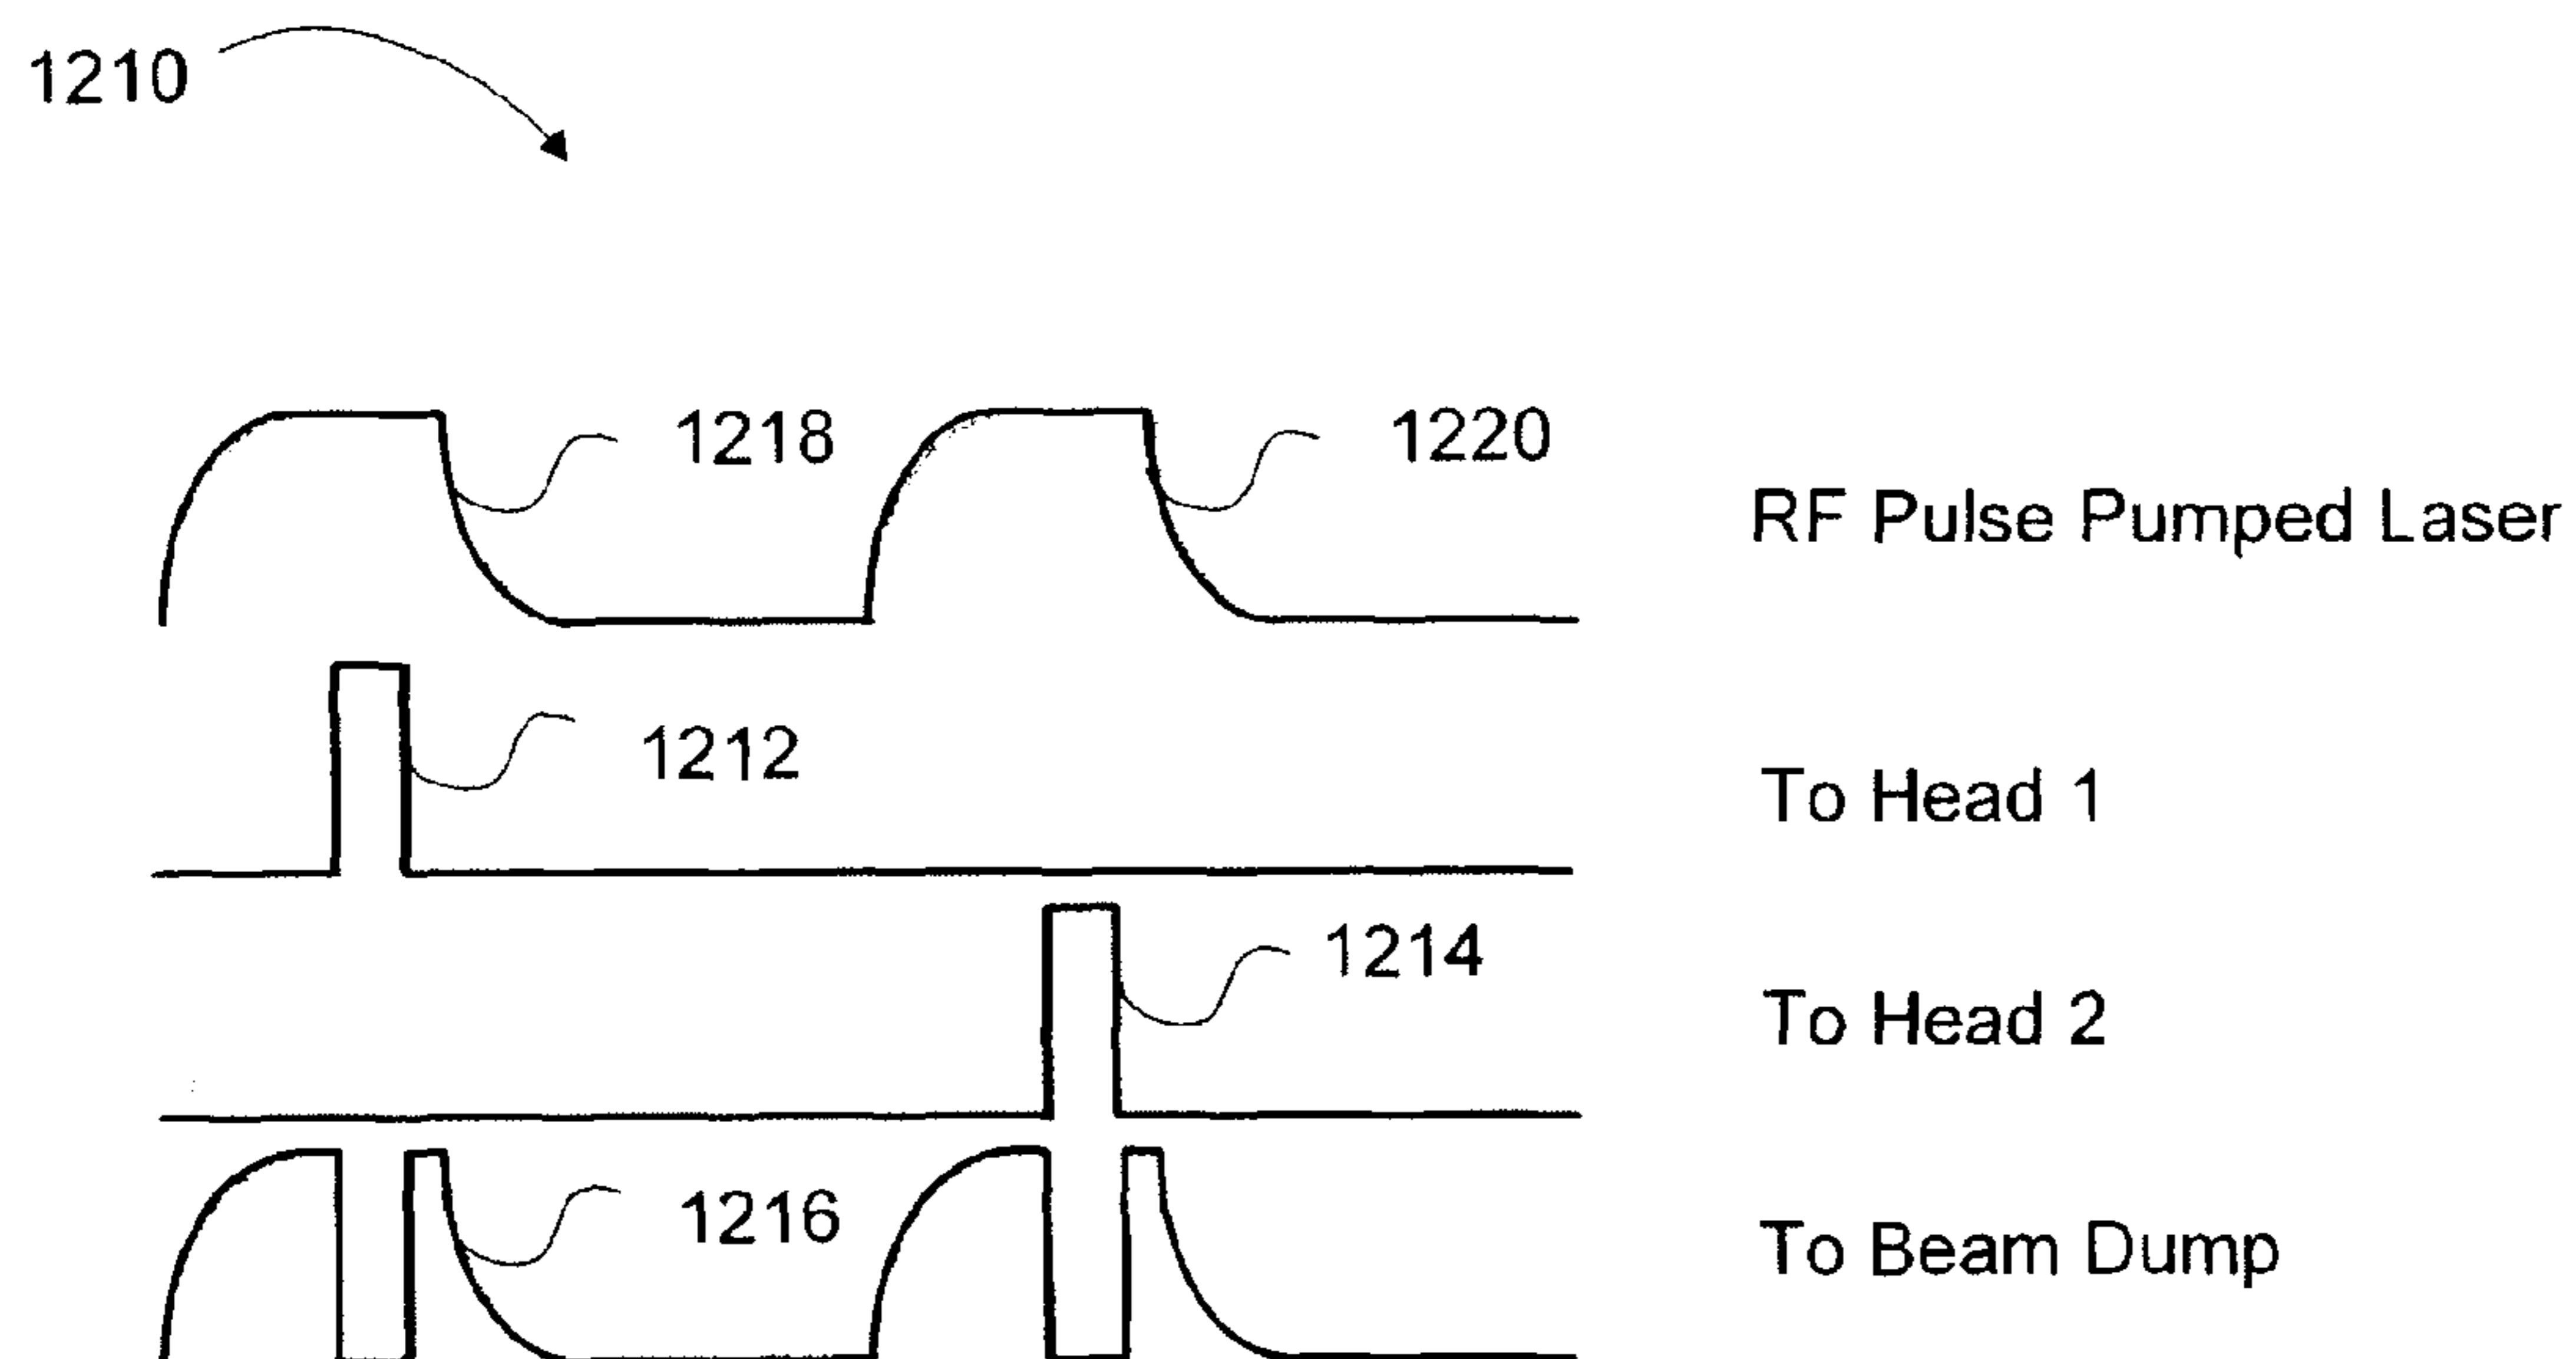 1210
1218
1220
RF Pulse Pumped Laser
1212
To Head 1
1214
To Head 2
1216
To Beam Dump